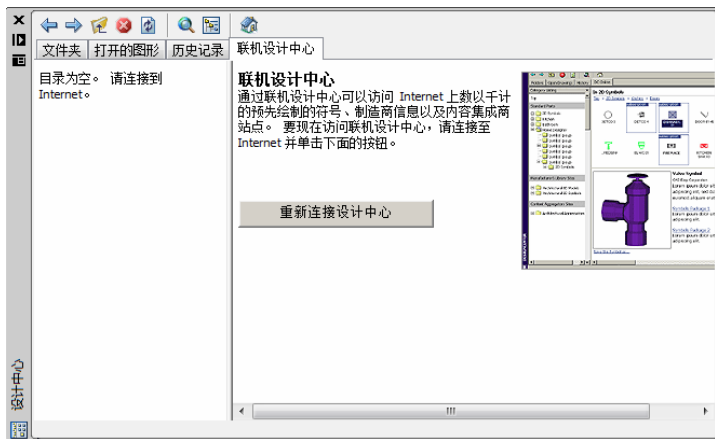 文件夹 打开的图形 历史记录 联机设计中心
目录为空。 请连接到
Internet。
联机设计中心
通过联机设计中心可以访问 Internet 上数以千计
的预先绘制的符号、制造商信息以及内容集成商
站点。 要现在访问联机设计中心，请连接至
Internet 并单击下面的按钮。
重新连接设计中心
2D Symbols
Valve Symbol
设计中心